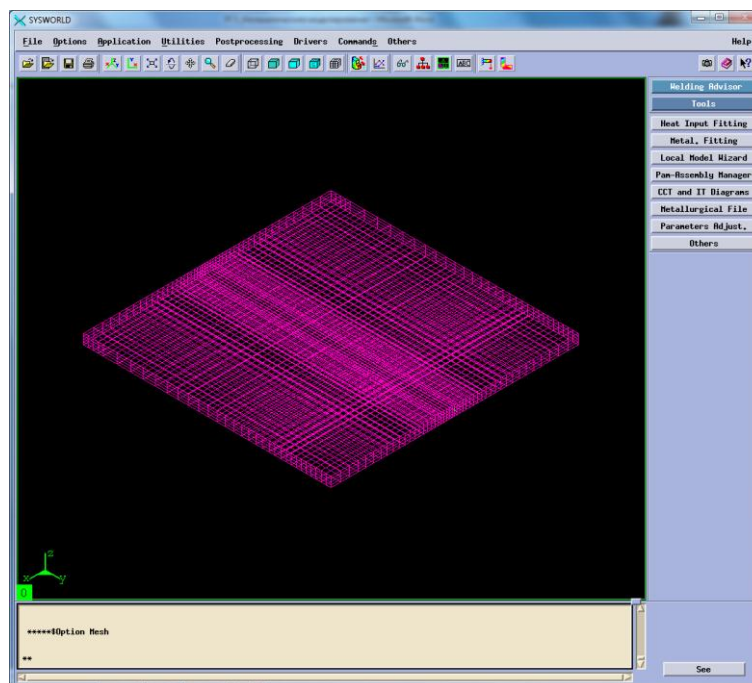 SYSWORLD
File Options Application Utilities Postprocessing Drivers Commands Others Help
ABC
Welding Advisor
Tools
Heat Input Fitting
Metal. Fitting
Local Model Wizard
Pam-Assembly Manager
CCT and IT Diagrams
Metallurgical File
Parameters Adjust.
Others
z
x y
0
*****$Option Mesh
**
See